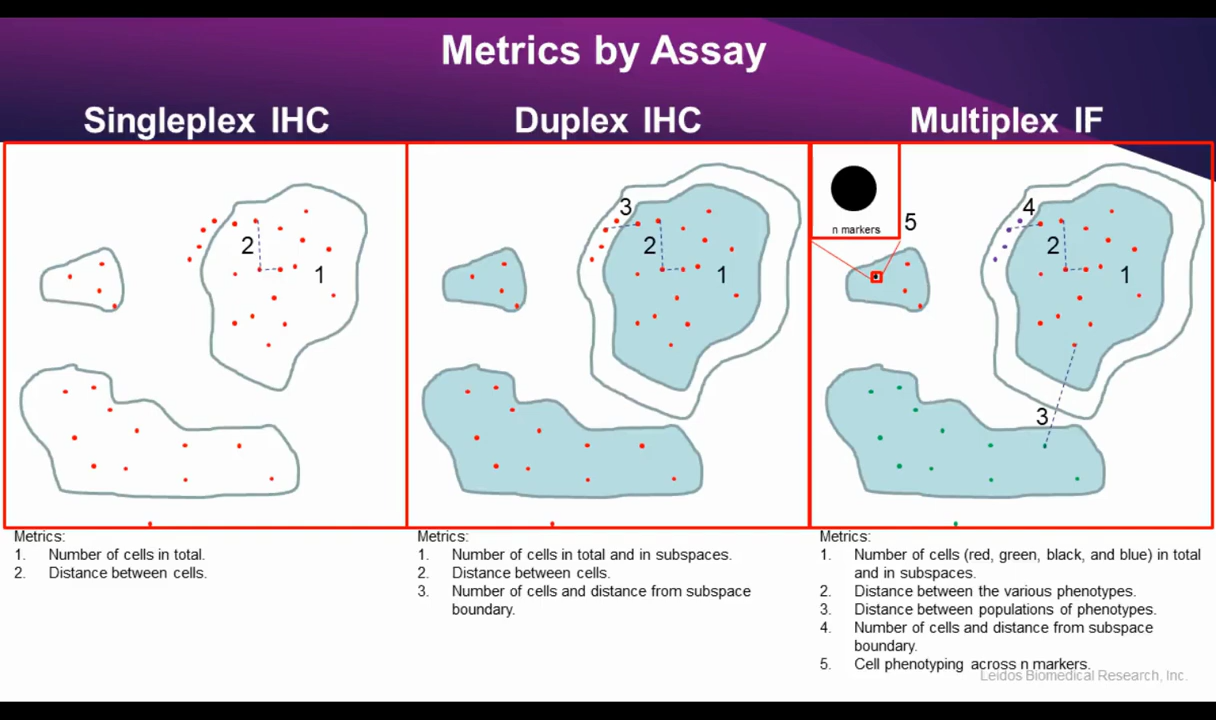 Metrics by Assay
Singleplex IHC
Duplex IHC
Multiplex IF
2
1
3
2
1
n markers
5
4
2
1
3
Metrics:
1. Number of cells in total.
2. Distance between cells.
Metrics:
1. Number of cells in total and in subspaces.
2. Distance between cells.
3. Number of cells and distance from subspace
boundary.
Metrics:
1. Number of cells (red, green, black, and blue) in total
and in subspaces.
2. Distance between the various phenotypes.
3. Distance between populations of phenotypes.
4. Number of cells and distance from subspace
boundary.
5. Cell phenotyping across n markers.
Leidos Biomedical Research, Inc.